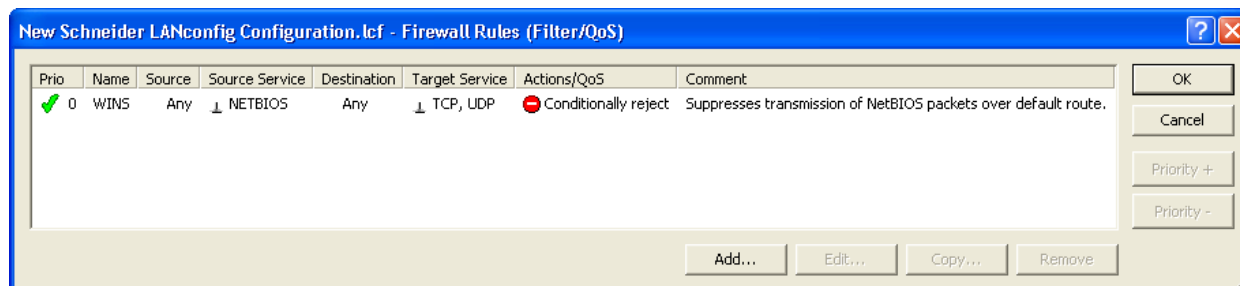 New Schneider LANconfig Configuration.lcf - Firewall Rules (Filter/QoS)
Prio Name Source Source Service Destination Target Service Actions/QoS Comment
0 WINS Any NETBIOS Any TCP, UDP Conditionally reject Suppresses transmission of NetBIOS packets over default route.
OK
Cancel
Priority +
Priority -
Add... Edit... Copy... Remove